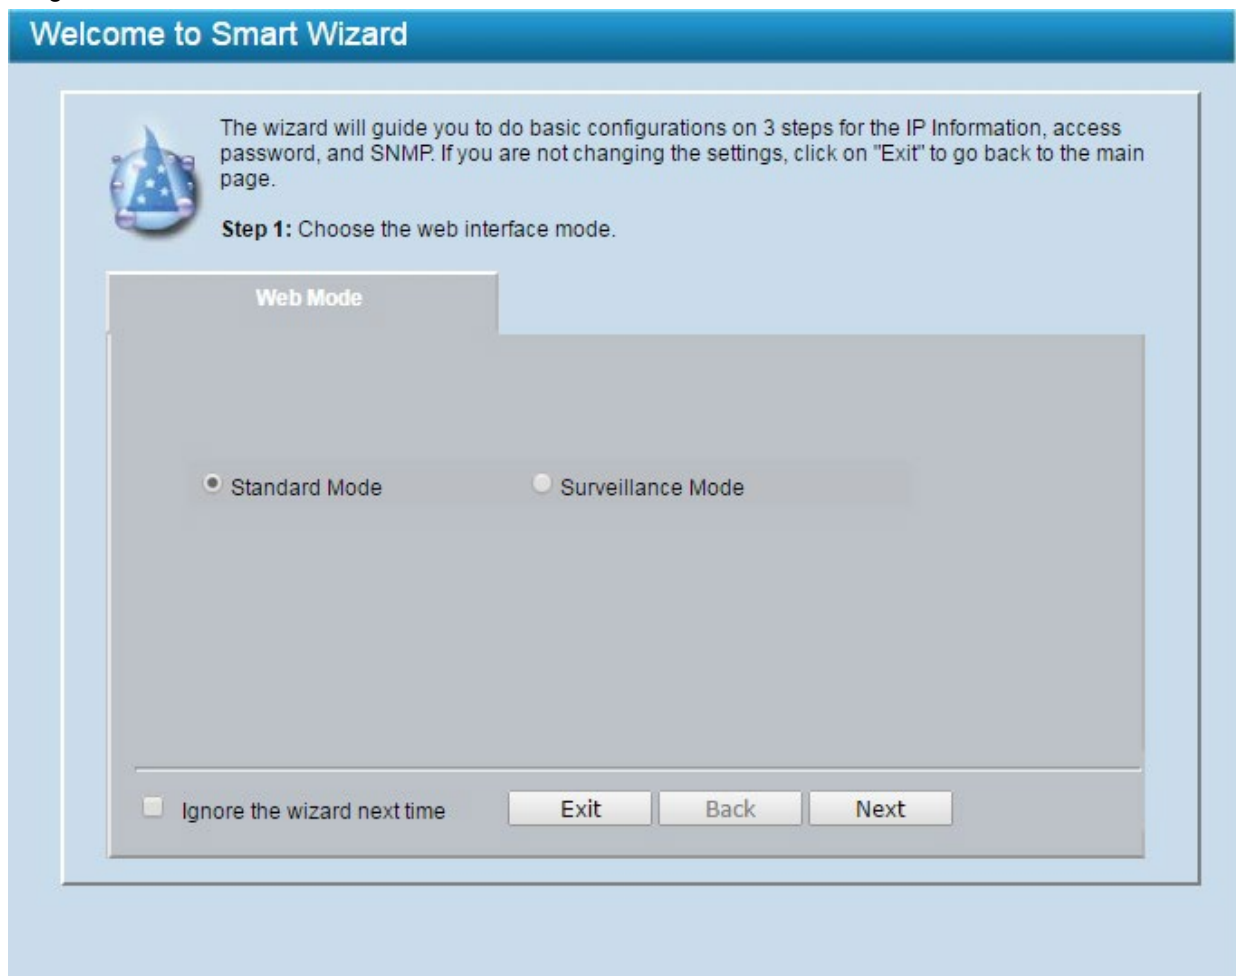 Welcome to Smart Wizard
The wizard will guide you to do basic configurations on 3 steps for the IP Information, access
password, and SNMP. If you are not changing the settings, click on "Exit" to go back to the main
page.
Step 1: Choose the web interface mode.
Web Mode
Standard Mode Surveillance Mode
Ignore the wizard next time Exit Back Next